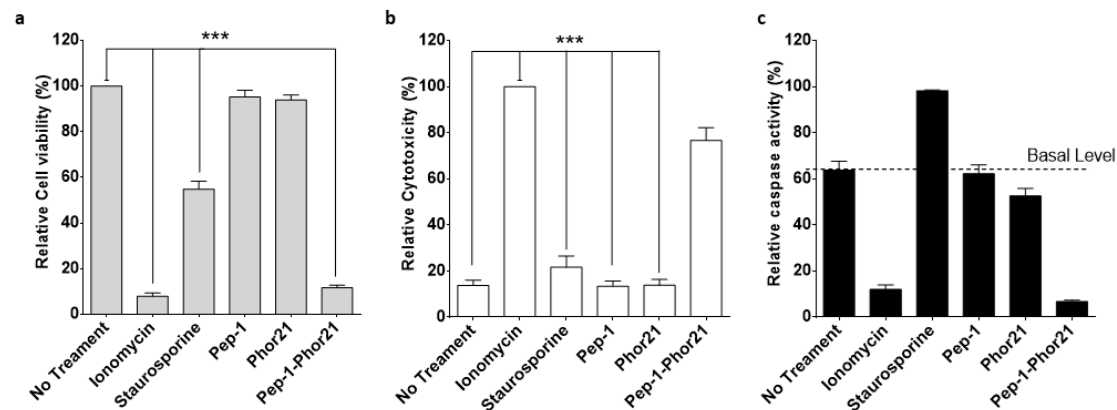 a
Relative Cell viability (%)
120
100
80
60
40
20
0
***
No Treament
Ionomycin
Staurosporine
Pep-1
Phor21
Pep-1-Phor21
b
Relative Cytotoxicity (%)
120
100
80
60
40
20
0
***
No Treament
Ionomycin
Staurosporine
Pep-1
Phor21
Pep-1-Phor21
c
Relative caspase activity (%)
120
100
80
60
40
20
0
Basal Level
No Treament
Ionomycin
Staurosporine
Pep-1
Phor21
Pep-1-Phor21